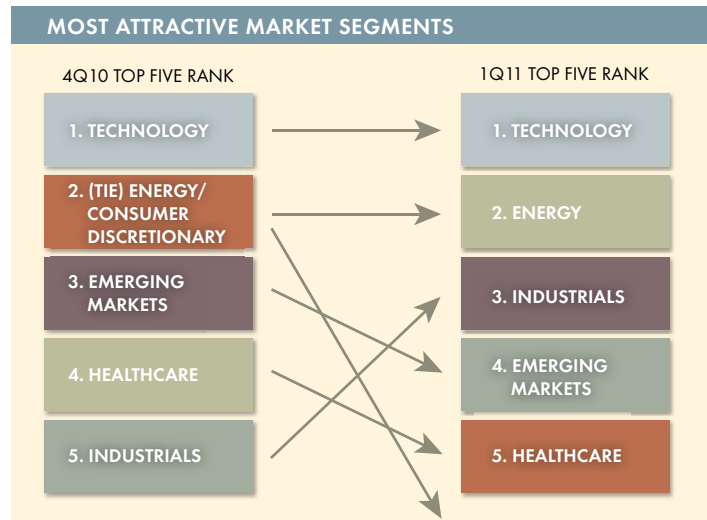 MOST ATTRACTIVE MARKET SEGMENTS
4Q10 TOP FIVE RANK
1. TECHNOLOGY
2. (TIE) ENERGY/
CONSUMER
DISCRETIONARY
3. EMERGING
MARKETS
4. HEALTHCARE
5. INDUSTRIALS
1Q11 TOP FIVE RANK
1. TECHNOLOGY
2. ENERGY
3. INDUSTRIALS
4. EMERGING
MARKETS
5. HEALTHCARE